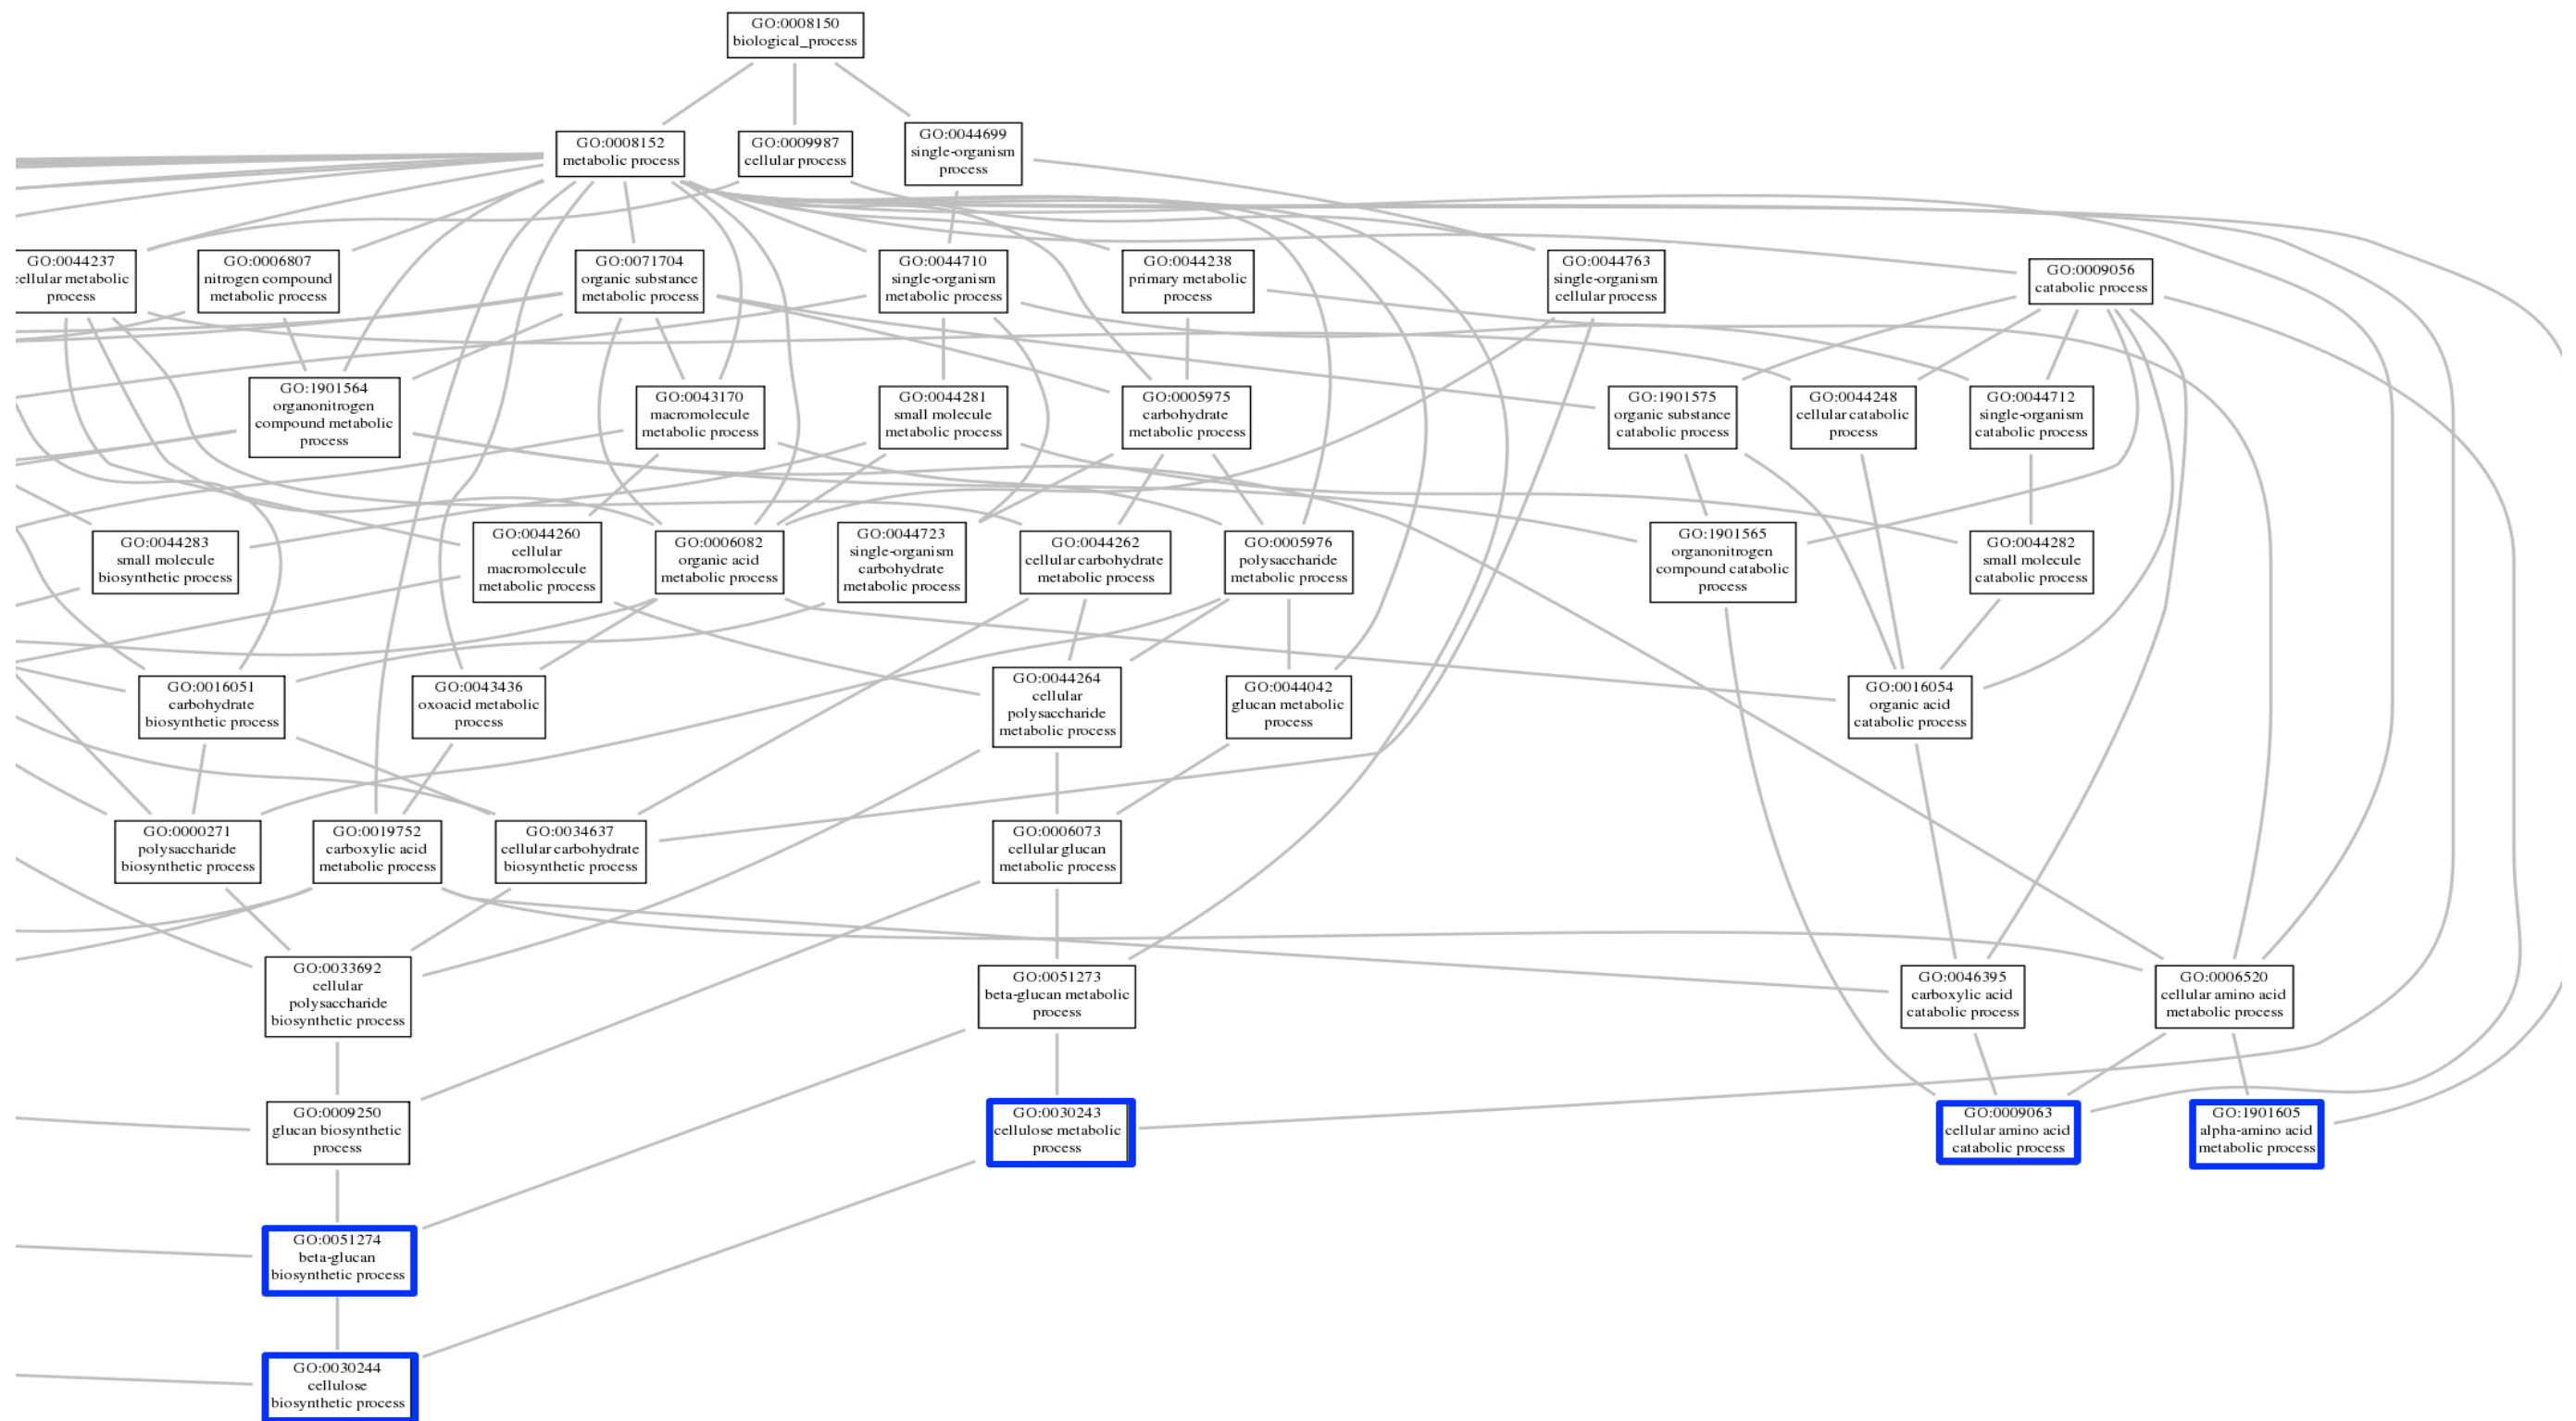 GO:0008150
biological_process
GO:0008152
metabolic process
GO:0009987
cellular process
GO:0044699
single-organism
process
GO:0044237
cellular metabolic
process
GO:0006807
nitrogen compound
metabolic process
GO:0071704
organic substance
metabolic process
GO:0044710
single-organism
metabolic process
GO:0044238
primary metabolic
process
GO:0044763
single-organism
cellular process
GO:0009056
catabolic process
GO:1901564
organonitrogen
compound metabolic
process
GO:0043170
macromolecule
metabolic process
GO:0044281
small molecule
metabolic process
GO:0005975
carbohydrate
metabolic process
GO:1901575
organic substance
catabolic process
GO:0044248
cellular catabolic
process
GO:0044712
single-organism
catabolic process
GO:0044283
small molecule
biosynthetic process
GO:0044260
cellular
macromolecule
metabolic process
GO:0006082
organic acid
metabolic process
GO:0044723
single-organism
carbohydrate
metabolic process
GO:0044262
cellular carbohydrate
metabolic process
GO:0005976
polysaccharide
metabolic process
GO:1901565
organonitrogen
compound catabolic
process
GO:0044282
small molecule
catabolic process
GO:0016051
carbohydrate
biosynthetic process
GO:0043436
oxoacid metabolic
process
GO:0044264
cellular
polysaccharide
metabolic process
GO:0044042
glucan metabolic
process
GO:0016054
organic acid
catabolic process
GO:0000271
polysaccharide
biosynthetic process
GO:0019752
carboxylic acid
metabolic process
GO:0034637
cellular carbohydrate
biosynthetic process
GO:0006073
cellular glucan
metabolic process
GO:0033692
cellular
polysaccharide
biosynthetic process
GO:0051273
beta-glucan metabolic
process
GO:0046395
carboxylic acid
catabolic process
GO:0006520
cellular amino acid
metabolic process
GO:0009250
glucan biosynthetic
process
GO:0030243
cellulose metabolic
process
GO:0009063
cellular amino acid
catabolic process
GO:1901605
alpha-amino acid
metabolic process
GO:0051274
beta-glucan
biosynthetic process
GO:0030244
cellulose
biosynthetic process